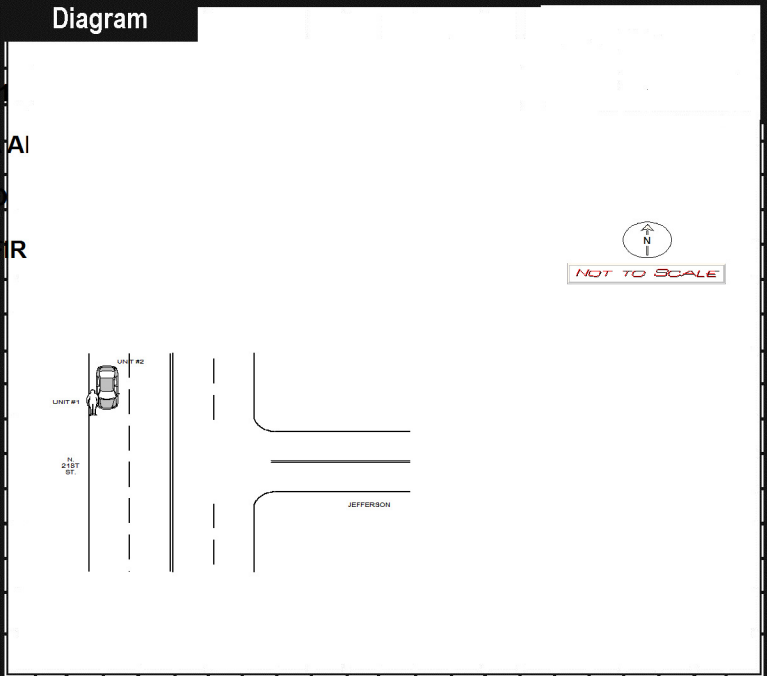 Diagram
N
NOT TO SCALE
UNIT #2
UNIT #1
N.
21ST
ST.
JEFFERSON